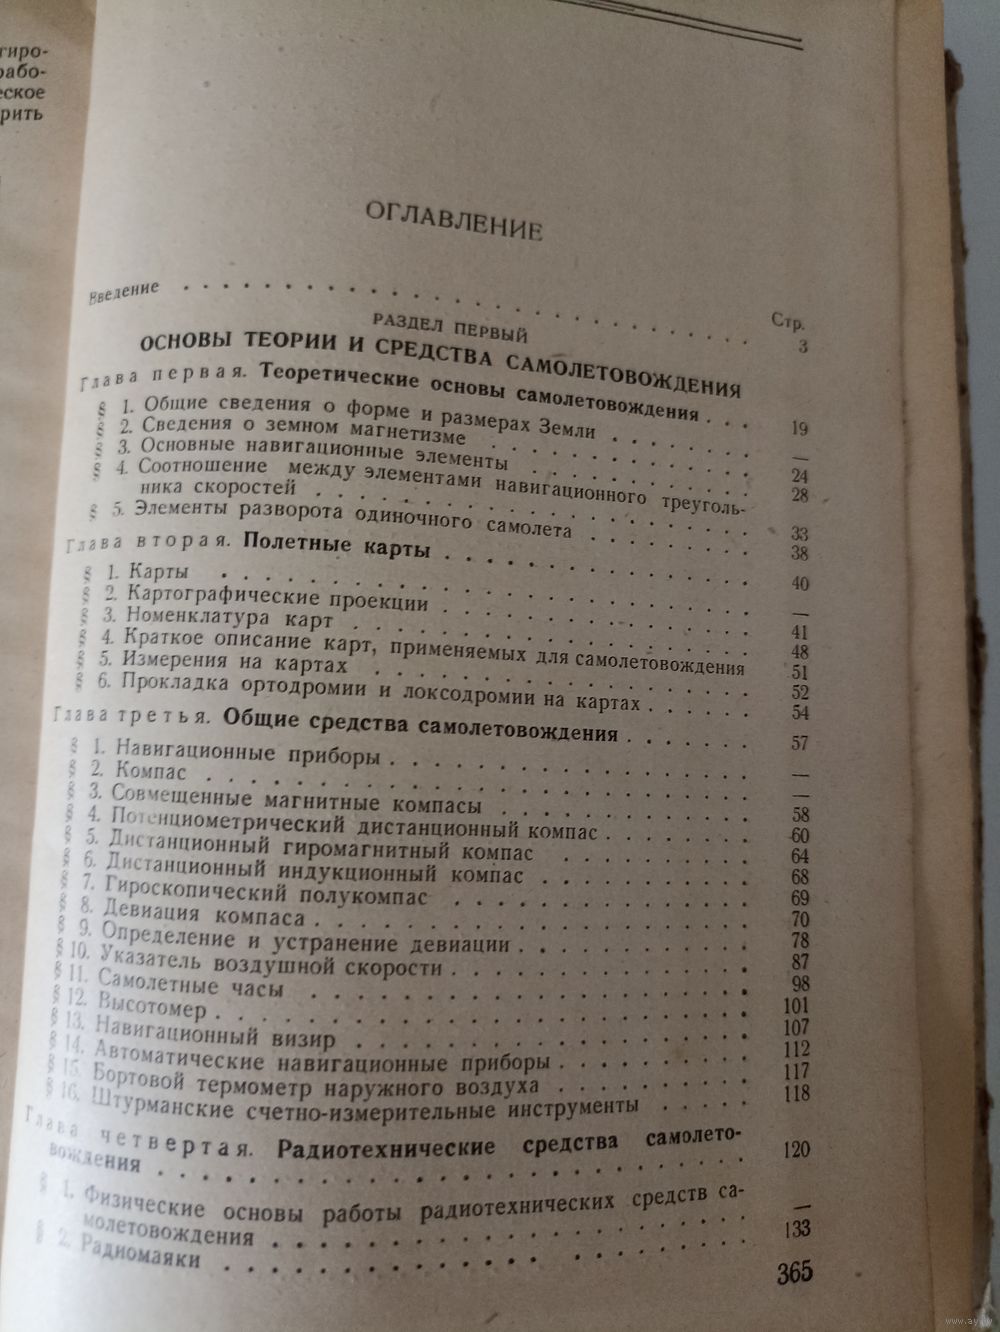 гиро-
рабо-
еское
рить
ОГЛАВЛЕНИЕ
Стр.
Введение . . . . . . . . . . . . . . . . . . . . . . . . . 3
РАЗДЕЛ ПЕРВЫЙ
ОСНОВЫ ТЕОРИИ И СРЕДСТВА САМОЛЕТОВОЖДЕНИЯ
Глава первая. Теоретические основы самолетовождения . . . 19
§ 1. Общие сведения о форме и размерах Земли . . . . . . . —
§ 2. Сведения о земном магнетизме . . . . . . . . . . . . 24
§ 3. Основные навигационные элементы . . . . . . . . . . 28
§ 4. Соотношение между элементами навигационного треуголь-
ника скоростей . . . . . . . . . . . . . . . . . . . 33
§ 5. Элементы разворота одиночного самолета . . . . . . . . 38
Глава вторая. Полетные карты . . . . . . . . . . . . . . 40
§ 1. Карты . . . . . . . . . . . . . . . . . . . . . . —
§ 2. Картографические проекции . . . . . . . . . . . . . 41
§ 3. Номенклатура карт . . . . . . . . . . . . . . . . . 48
§ 4. Краткое описание карт, применяемых для самолетовождения 51
§ 5. Измерения на картах . . . . . . . . . . . . . . . . 52
§ 6. Прокладка ортодромии и локсодромии на картах . . . . . . 54
Глава третья. Общие средства самолетовождения . . . . . . . 57
§ 1. Навигационные приборы . . . . . . . . . . . . . . . —
§ 2. Компас . . . . . . . . . . . . . . . . . . . . . . —
§ 3. Совмещенные магнитные компасы . . . . . . . . . . . 58
§ 4. Потенциометрический дистанционный компас . . . . . . . 60
§ 5. Дистанционный гиромагнитный компас . . . . . . . . . 64
§ 6. Дистанционный индукционный компас . . . . . . . . . . 68
§ 7. Гироскопический полукомпас . . . . . . . . . . . . . 69
§ 8. Девиация компаса . . . . . . . . . . . . . . . . . . 70
§ 9. Определение и устранение девиации . . . . . . . . . . 78
§ 10. Указатель воздушной скорости . . . . . . . . . . . . 87
§ 11. Самолетные часы . . . . . . . . . . . . . . . . . . 98
§ 12. Высотомер . . . . . . . . . . . . . . . . . . . . . 101
§ 13. Навигационный визир . . . . . . . . . . . . . . . . 107
§ 14. Автоматические навигационные приборы . . . . . . . . . 112
§ 15. Бортовой термометр наружного воздуха . . . . . . . . . 117
§ 16. Штурманские счетно-измерительные инструменты . . . . . 118
Глава четвертая. Радиотехнические средства самолето-
вождения . . . . . . . . . . . . . . . . . . . . . . 120
§ 1. Физические основы работы радиотехнических средств са-
молетовождения . . . . . . . . . . . . . . . . . . —
§ 2. Радиомаяки . . . . . . . . . . . . . . . . . . . . 133
365